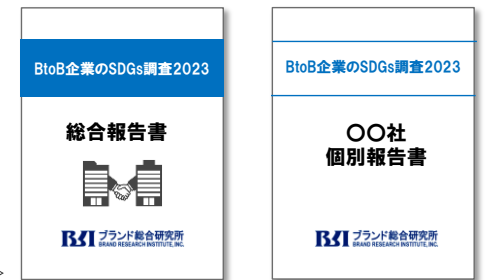 BtoB企業のSDGs調査2023
総合報告書
ブランド総合研究所
BRAND RESEARCH INSTITUTE, INC.
BtoB企業のSDGs調査2023
〇〇社
個別報告書
ブランド総合研究所
BRAND RESEARCH INSTITUTE, INC.